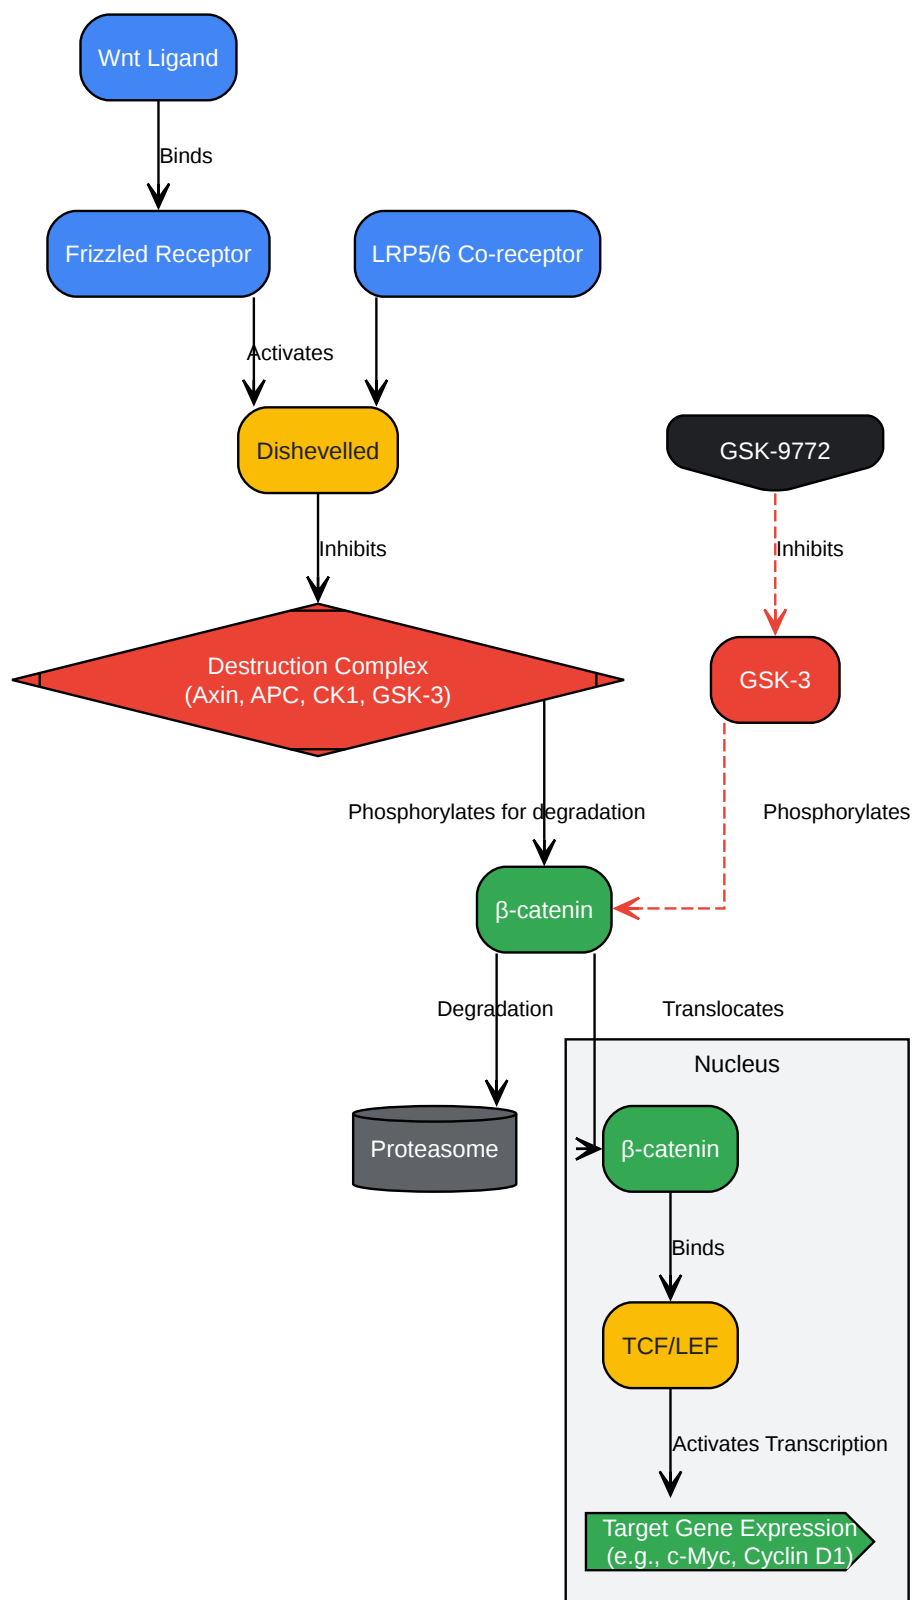 Wnt Ligand
Binds
Frizzled Receptor
LRP5/6 Co-receptor
Activates
Dishevelled
GSK-9772
Inhibits
Inhibits
Destruction Complex
(Axin, APC, CK1, GSK-3)
GSK-3
Phosphorylates for degradation
Phosphorylates
β-catenin
Degradation
Translocates
Nucleus
Proteasome
β-catenin
Binds
TCF/LEF
Activates Transcription
Target Gene Expression
(e.g., c-Myc, Cyclin D1)